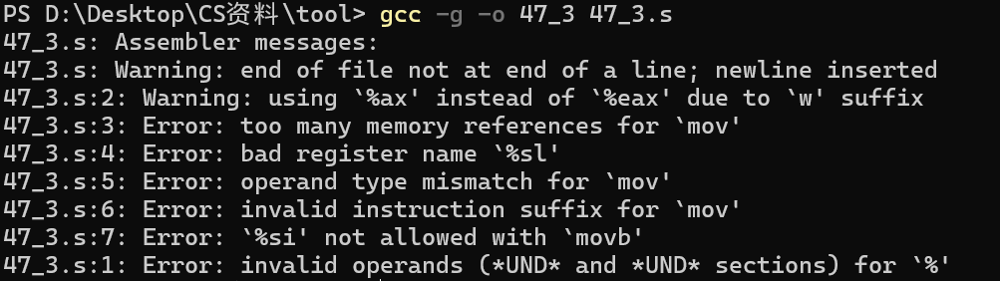 PS D:\Desktop\CS资料\tool> gcc -g -o 47_3 47_3.s
47_3.s: Assembler messages:
47_3.s: Warning: end of file not at end of a line; newline inserted
47_3.s:2: Warning: using `%ax' instead of `%eax' due to `w' suffix
47_3.s:3: Error: too many memory references for `mov'
47_3.s:4: Error: bad register name `%sl'
47_3.s:5: Error: operand type mismatch for `mov'
47_3.s:6: Error: invalid instruction suffix for `mov'
47_3.s:7: Error: `%si' not allowed with `movb'
47_3.s:1: Error: invalid operands (*UND* and *UND* sections) for `%'